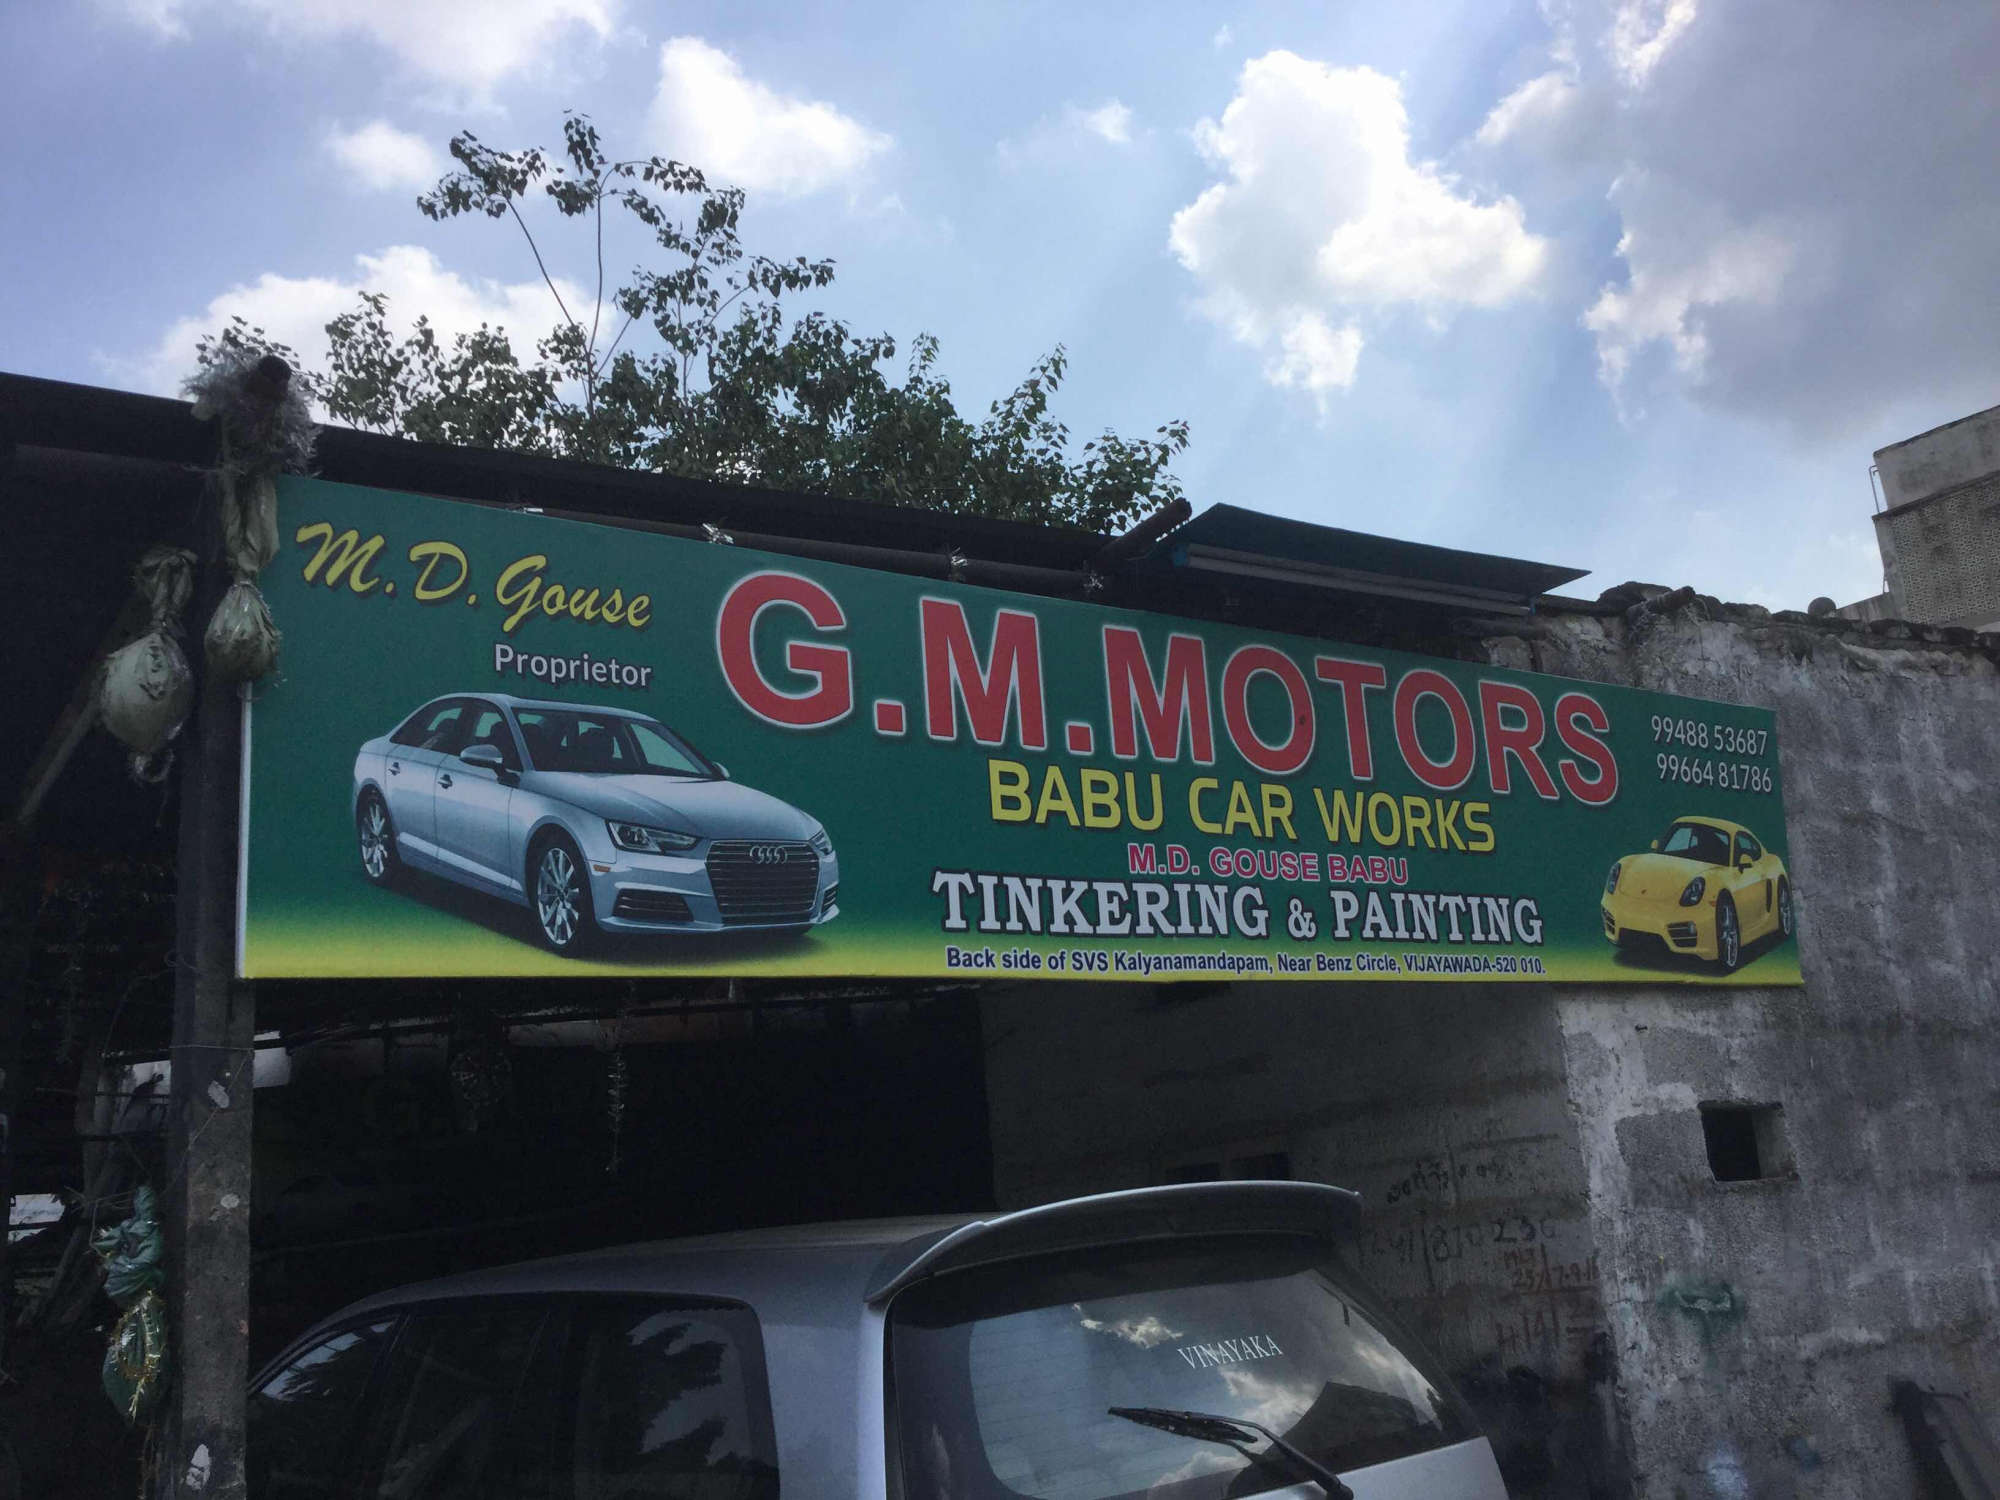 M.D. Gouse
Proprietor
G.M.MOTORS
99488 53687
99664 81786
BABU CAR WORKS
M.D. GOUSE BABU
TINKERING & PAINTING
Back side of SVS Kalyanamandapam, Near Benz Circle, VIJAYAWADA-520 010.
VINAYAKA